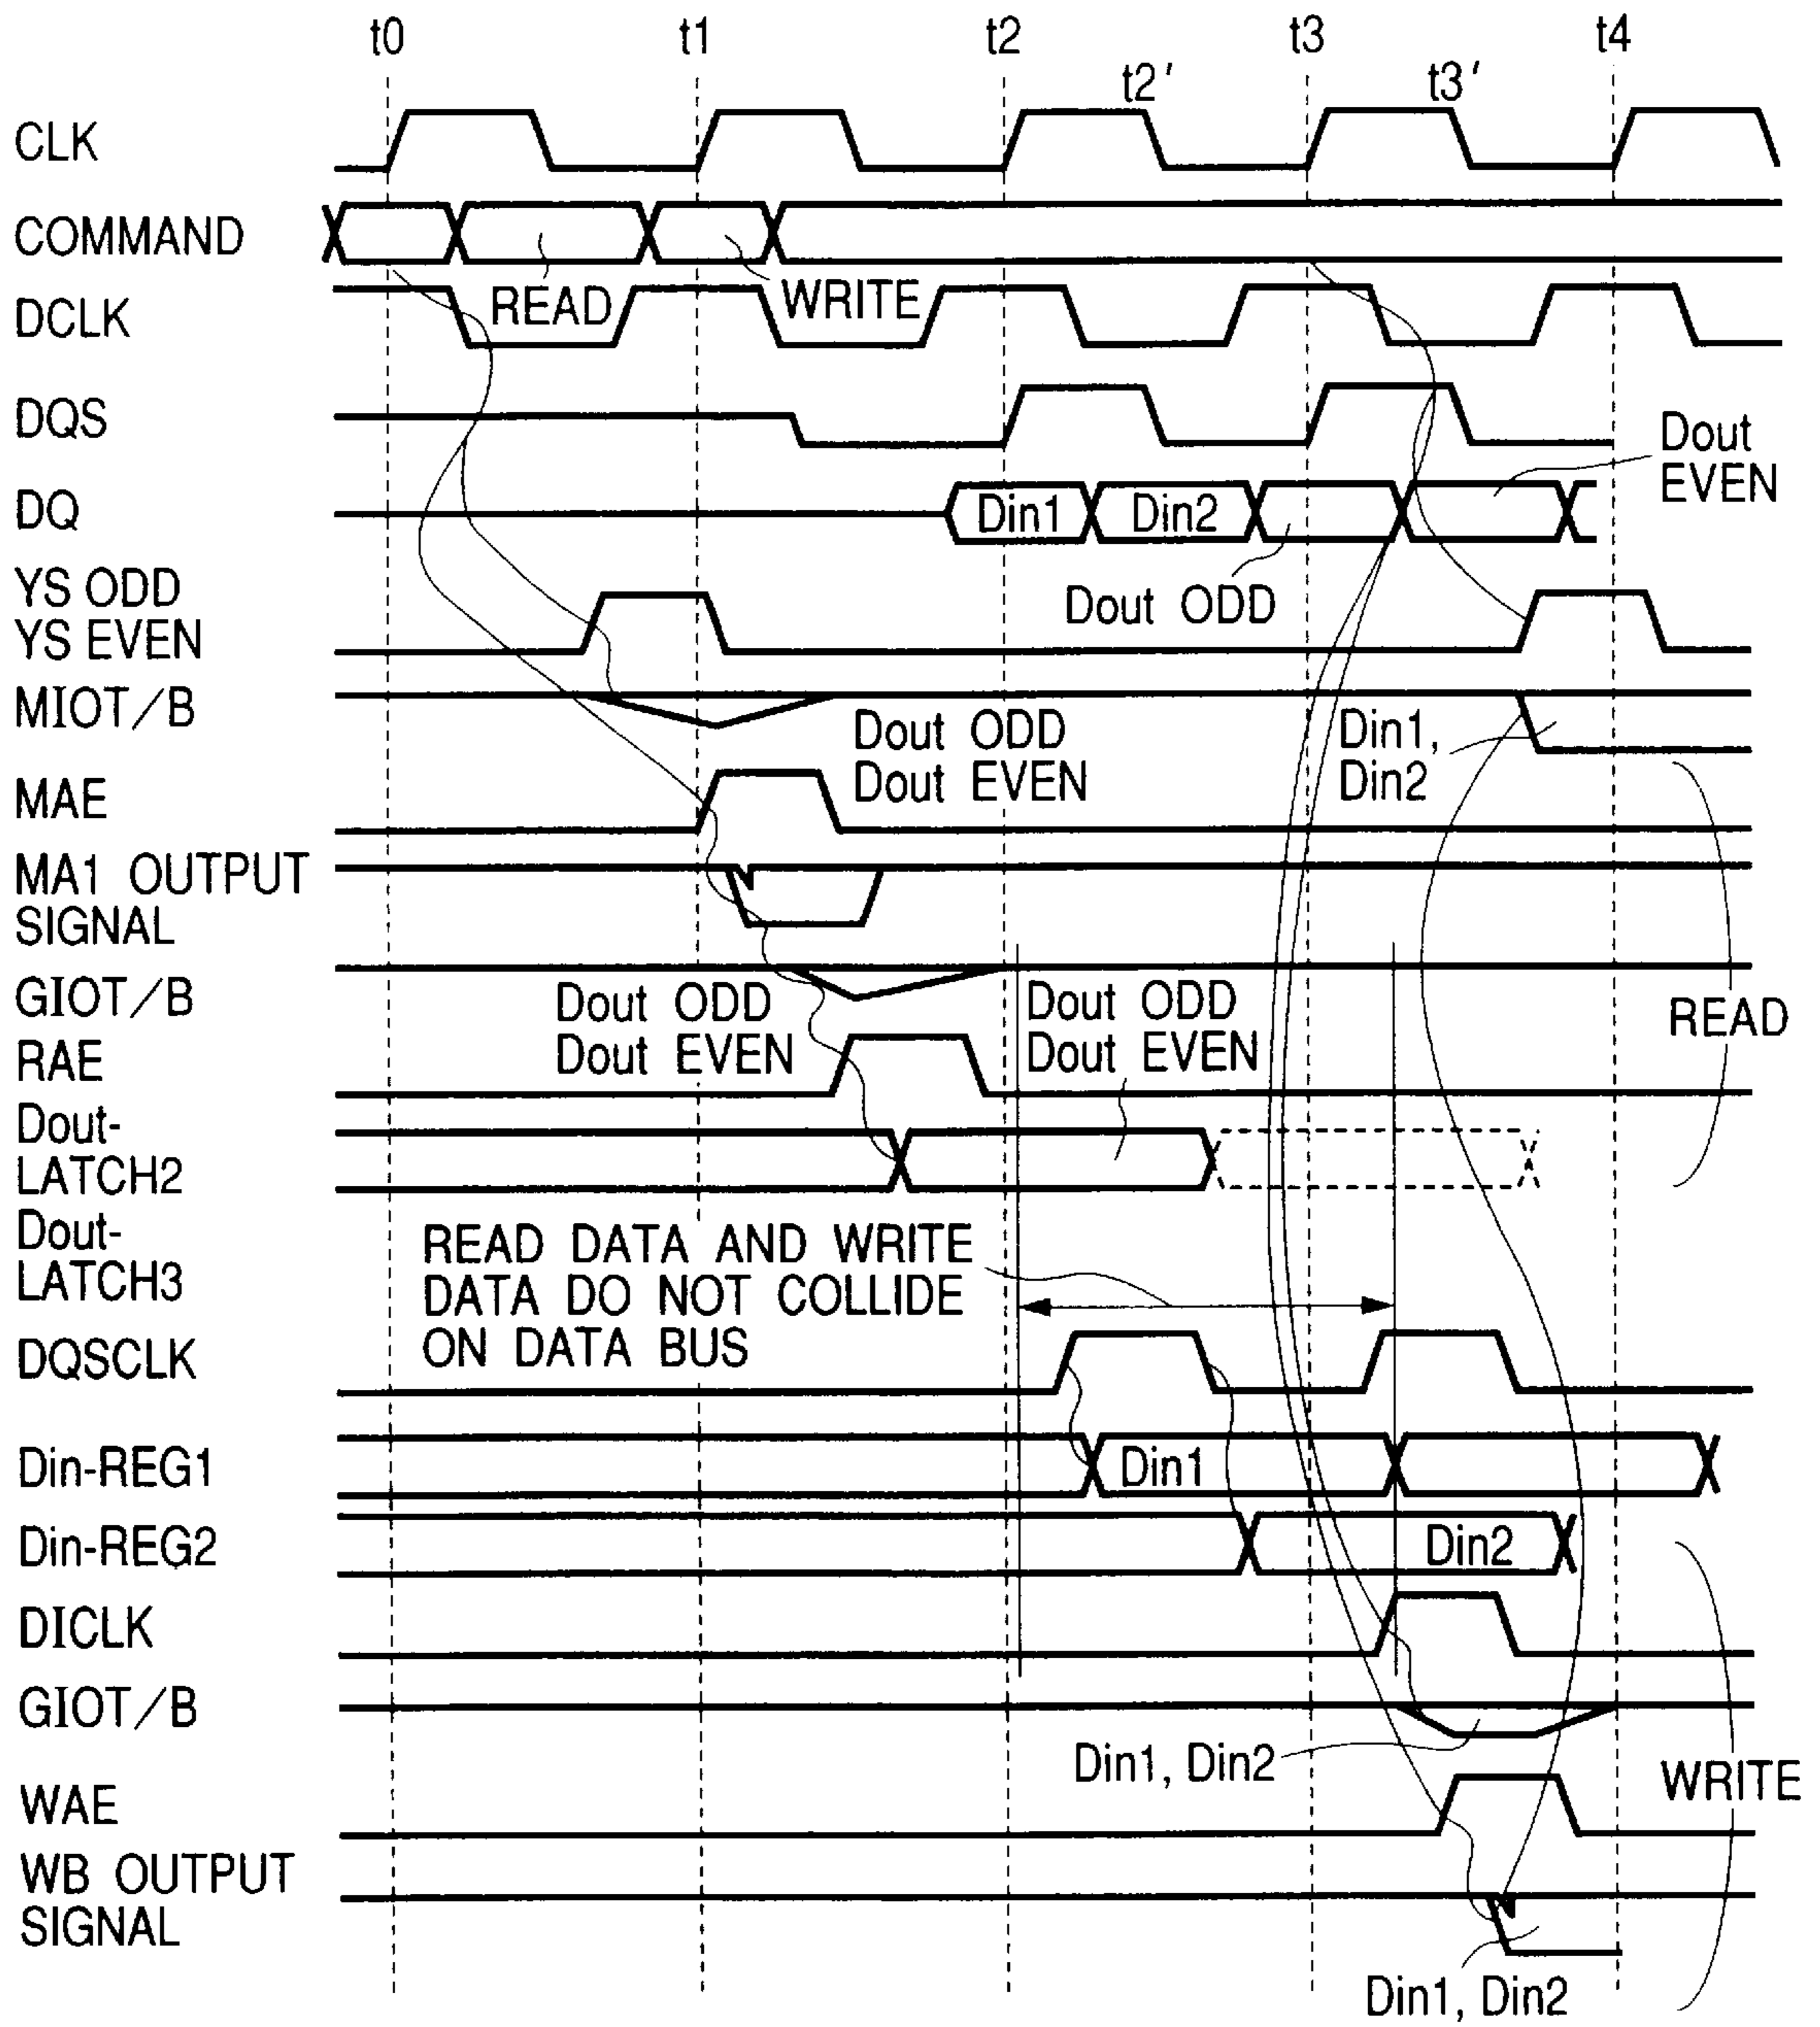 t0 t1 t2 t3 t4
t2' t3'
CLK
COMMAND
READ WRITE
DCLK
DQS
Dout
EVEN
DQ Din1 Din2
YS ODD
YS EVEN
Dout ODD
MIOT/B
Dout ODD
Dout EVEN
Din1,
Din2
MAE
MA1 OUTPUT
SIGNAL
GIOT/B
Dout ODD
Dout EVEN
Dout ODD
Dout EVEN
READ
RAE
Dout-
LATCH2
Dout-
LATCH3
READ DATA AND WRITE
DATA DO NOT COLLIDE
ON DATA BUS
DQSCLK
Din-REG1 Din1
Din-REG2 Din2
DICLK
GIOT/B
Din1, Din2
WRITE
WAE
WB OUTPUT
SIGNAL
Din1, Din2